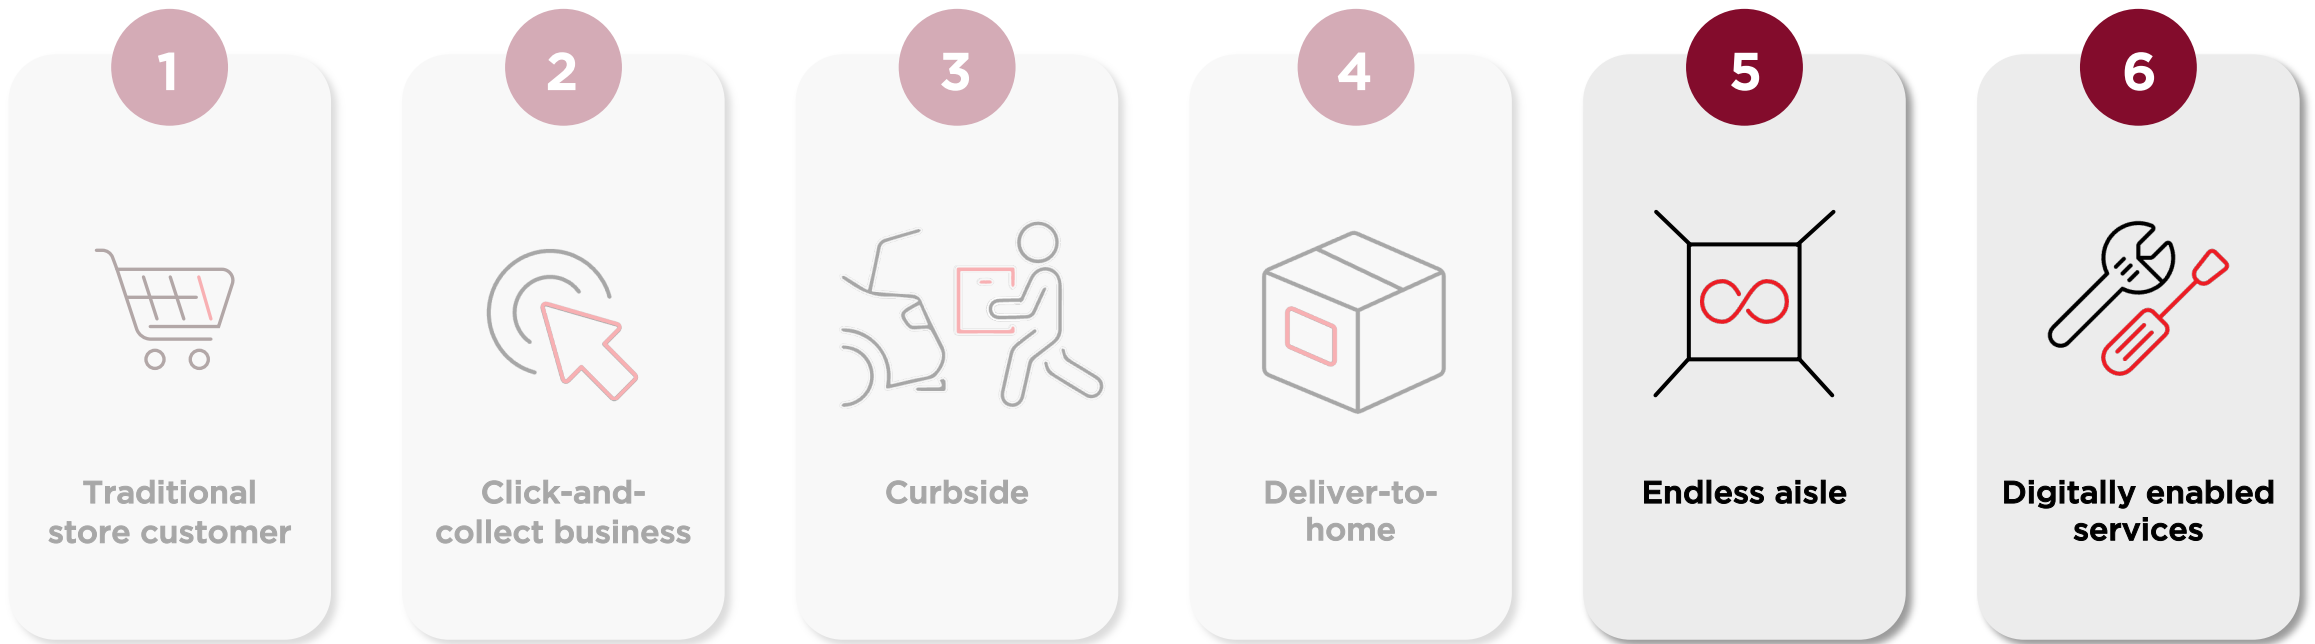 1
2
3
4
5
6
Traditional
store customer
Click-and-
collect business
Curbside
Deliver-to-
home
Endless aisle
Digitally enabled
services